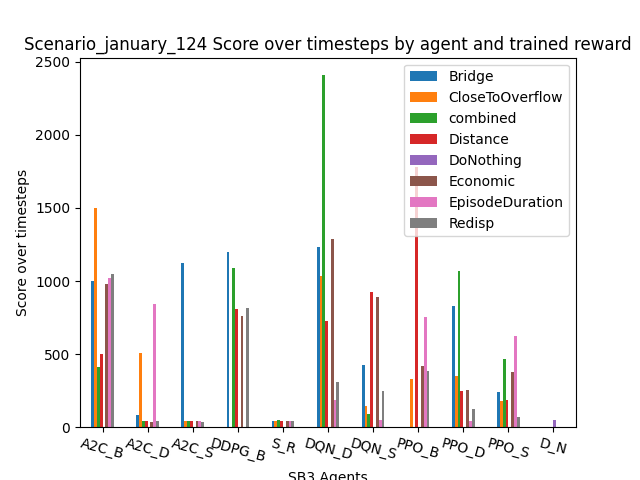 Scenario_january_124 Score over timesteps by agent and trained reward
2500
2000
1500
1000
500
0
Score over timesteps
Bridge
CloseToOverflow
combined
Distance
DoNothing
Economic
EpisodeDuration
Redisp
A2C_B
A2C_D
A2C_S
DDPG_B
S_R
DQN_D
DQN_S
PPO_B
PPO_D
PPO_S
D_N
SB3 Agents